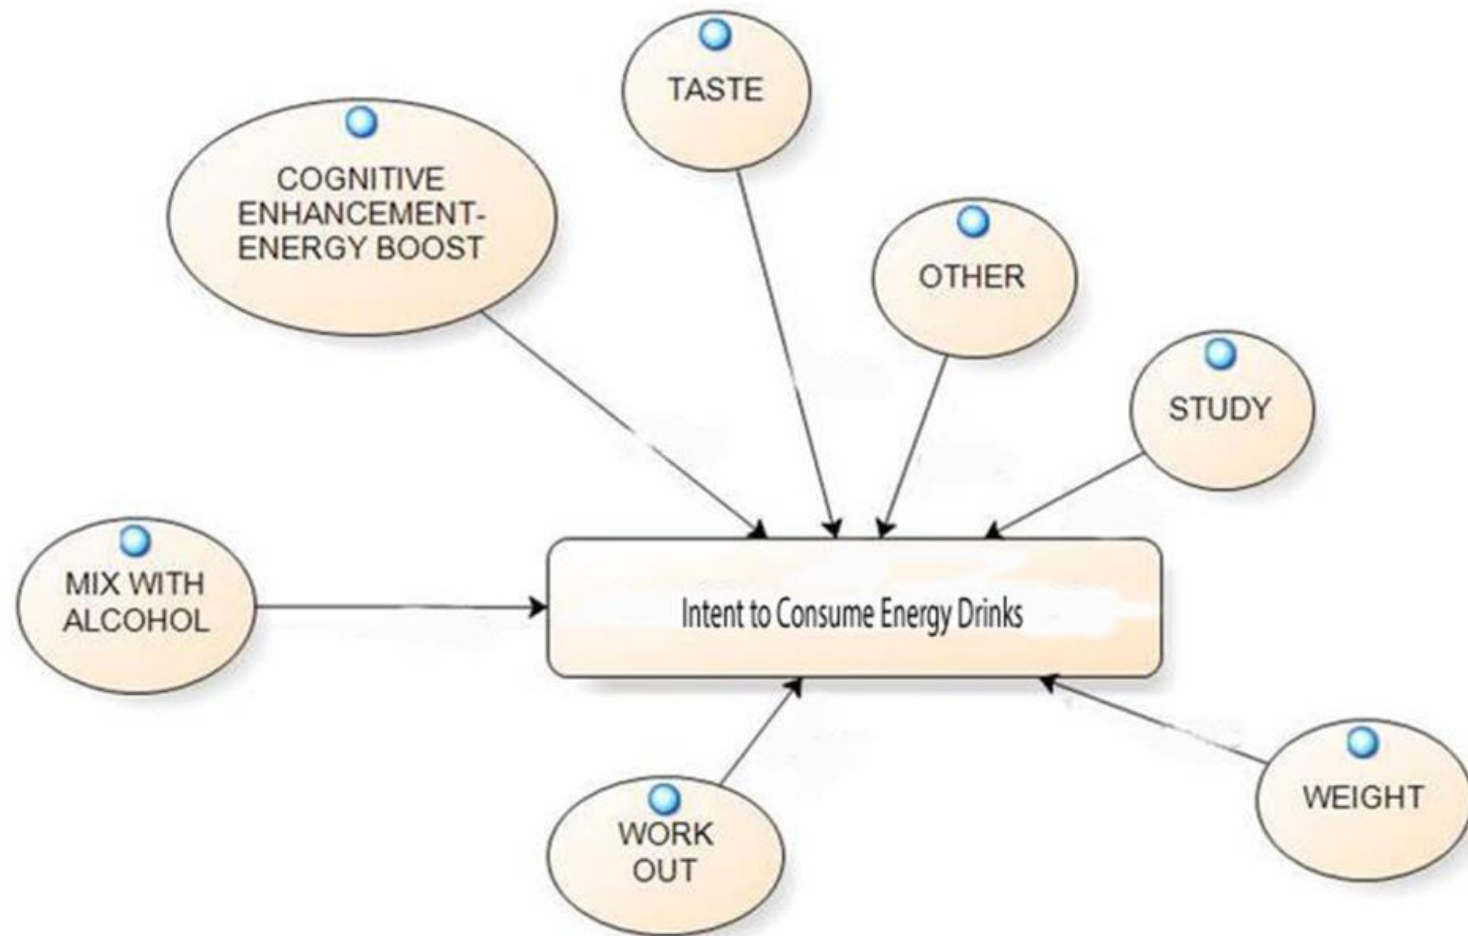 TASTE
COGNITIVE
ENHANCEMENT-
ENERGY BOOST
OTHER
STUDY
MIX WITH
ALCOHOL
Intent to Consume Energy Drinks
WEIGHT
WORK
OUT